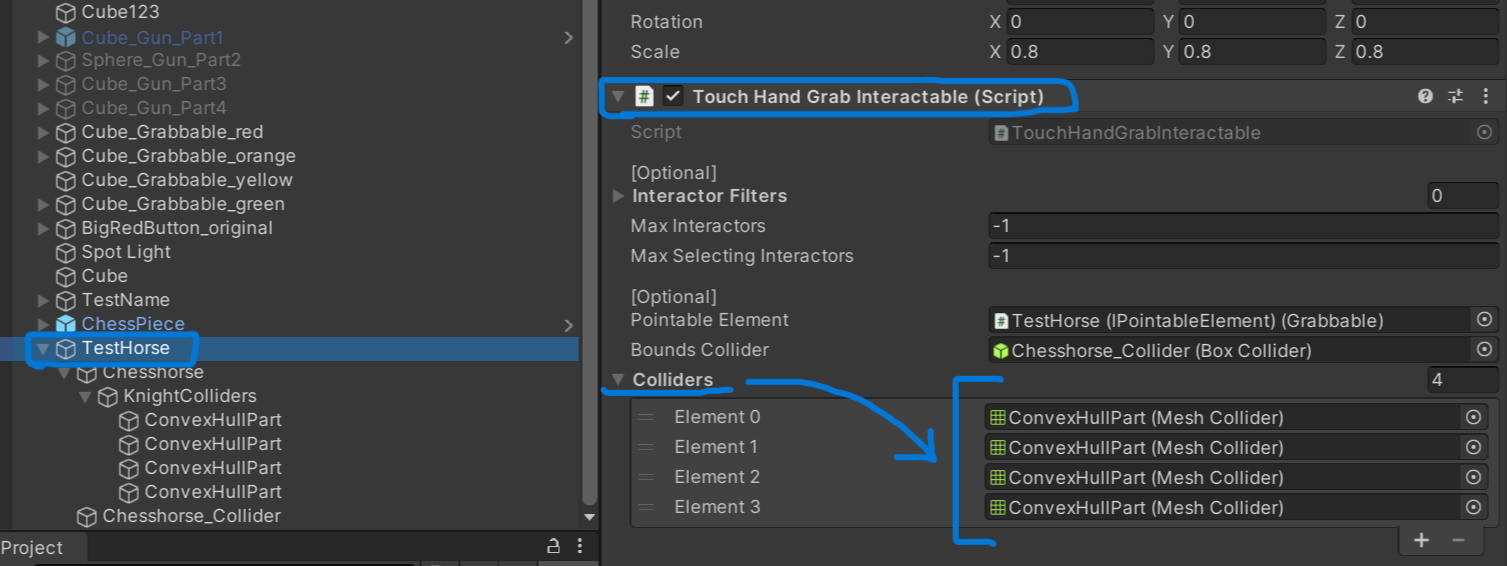 Cube123
Cube_Gun_Part1
Sphere_Gun_Part2
Cube_Gun_Part3
Cube_Gun_Part4
Cube_Grabbable_red
Cube_Grabbable_orange
Cube_Grabbable_yellow
Cube_Grabbable_green
BigRedButton_original
Spot Light
Cube
TestName
ChessPiece
TestHorse
Chesshorse
KnightColliders
ConvexHullPart
ConvexHullPart
ConvexHullPart
ConvexHullPart
Chesshorse_Collider
Project
Rotation X 0 Y 0 Z 0
Scale X 0.8 Y 0.8 Z 0.8
# Touch Hand Grab Interactable (Script)
Script # TouchHandGrabInteractable
[Optional]
Interactor Filters 0
Max Interactors -1
Max Selecting Interactors -1
[Optional]
Pointable Element # TestHorse (IPointableElement) (Grabbable)
Bounds Collider Chesshorse_Collider (Box Collider)
Colliders 4
Element 0 ConvexHullPart (Mesh Collider)
Element 1 ConvexHullPart (Mesh Collider)
Element 2 ConvexHullPart (Mesh Collider)
Element 3 ConvexHullPart (Mesh Collider)
+ −